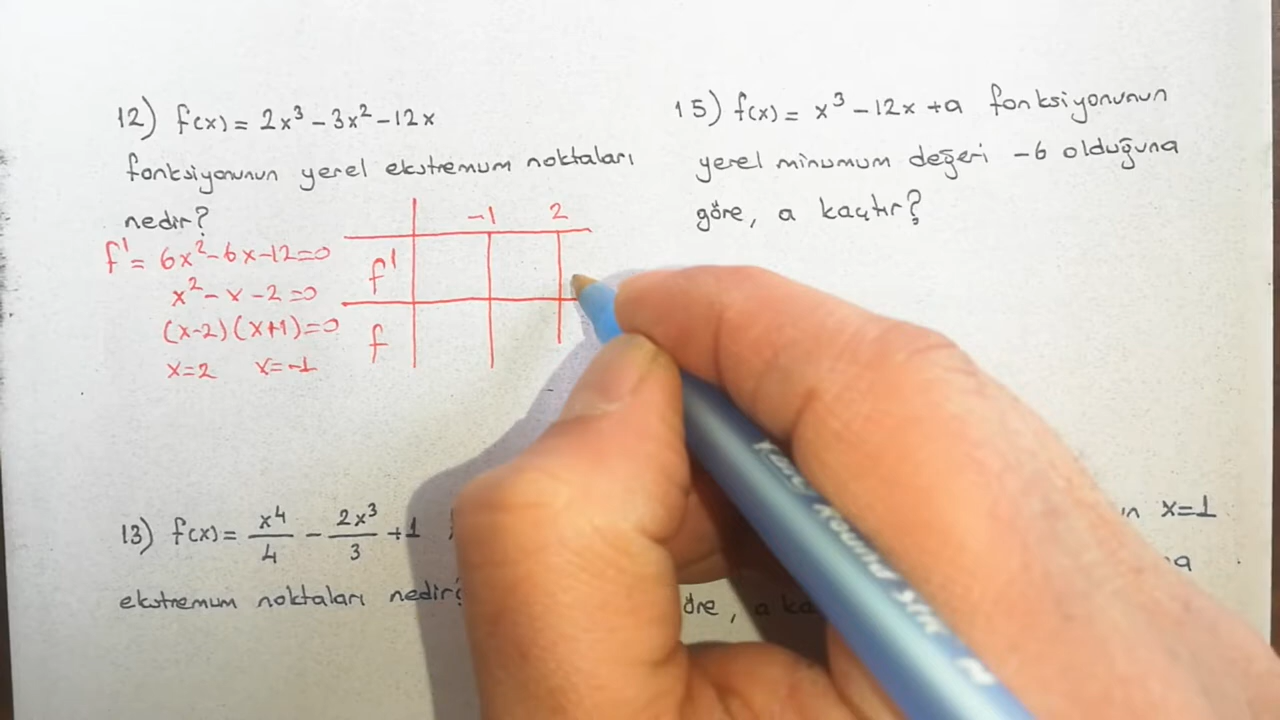 12) f(x) = 2x³ - 3x² - 12x
fonksiyonunun yerel ekstremum noktaları
nedir?
f' = 6x² - 6x - 12 = 0
x² - x - 2 = 0
(x-2)(x+1) = 0
x=2 x=-1
-1 2
f'
f
15) f(x) = x³ - 12x + a fonksiyonunun
yerel minumum değeri -6 olduğuna
göre, a kaçtır?
13) f(x) = x⁴/4 - 2x³/3 + 1
ekstremum noktaları nedir?
x=1